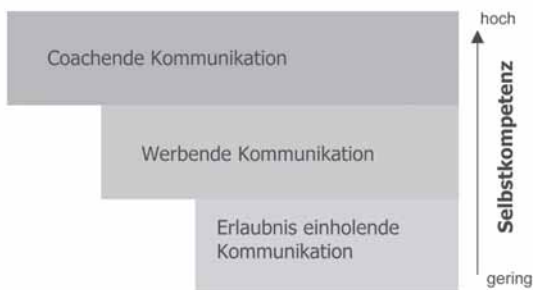 hoch
Coachende Kommunikation
Werbende Kommunikation
Erlaubnis einholende
Kommunikation
Selbstkompetenz
gering